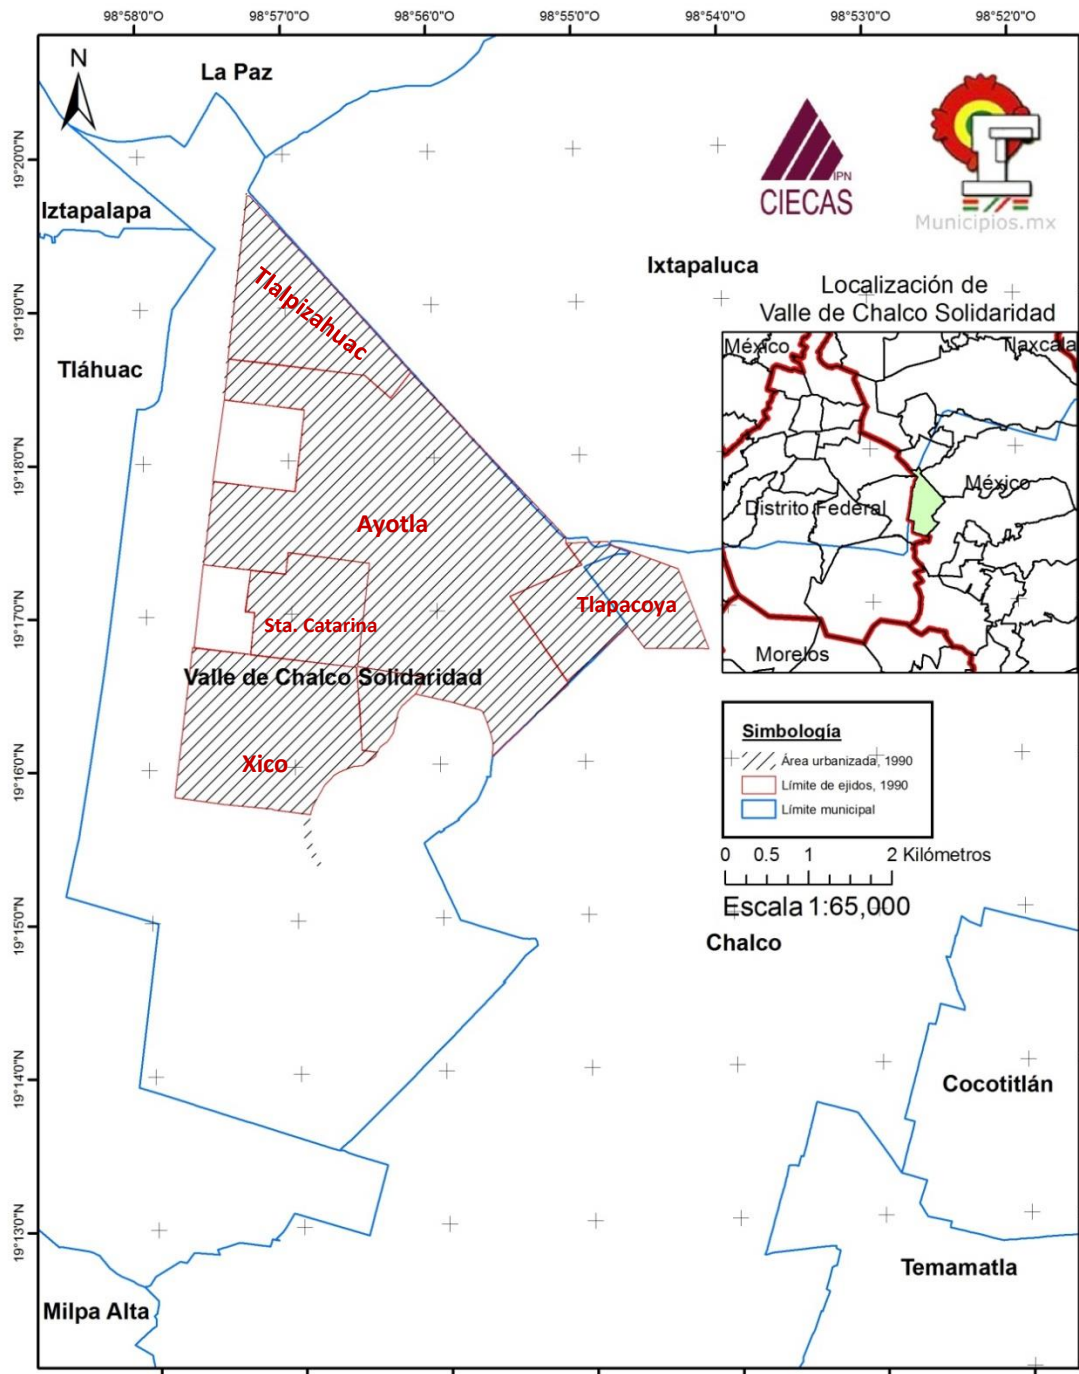 98°58'0"O 98°57'0"O 98°56'0"O 98°55'0"O 98°54'0"O 98°53'0"O 98°52'0"O
N
La Paz
19°20'0"N
IPN
CIECAS
Municipios.mx
Iztapalapa
Ixtapaluca
Tlalpizahuac
19°19'0"N
Localización de
Valle de Chalco Solidaridad
México
Tlaxcala
Tláhuac
19°18'0"N
México
Distrito Federal
Ayotla
19°17'0"N
Tlapacoya
Sta. Catarina
Morelos
Valle de Chalco Solidaridad
Simbología
Área urbanizada, 1990
Límite de ejidos, 1990
Límite municipal
Xico
19°16'0"N
0 0.5 1 2 Kilómetros
Escala 1:65,000
19°15'0"N
Chalco
19°14'0"N
Cocotitlán
19°13'0"N
Temamatla
Milpa Alta